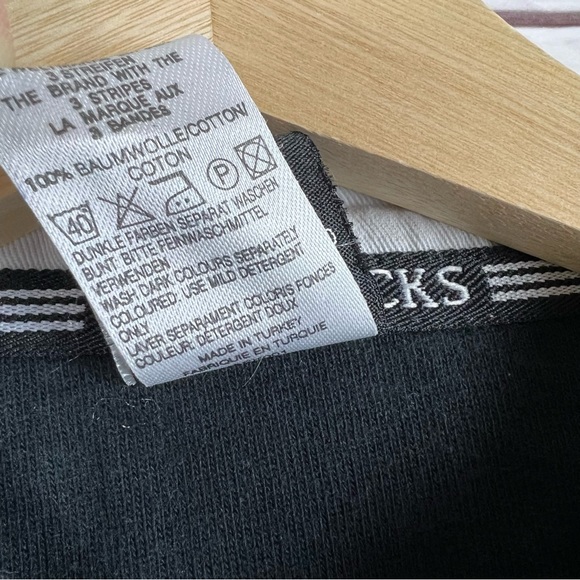 3 STREIFEN
THE BRAND WITH THE
3 STRIPES
LA MARQUE AUX
3 BANDES
100% BAUMWOLLE/COTTON/
COTON
40
P
DUNKLE FARBEN SEPARAT WASCHEN
BUNT. BITTE FEINWASCHMITTEL
VERWENDEN
WASH DARK COLOURS SEPARATELY
COLOURED: USE MILD DETERGENT
ONLY
LAVER SEPARAMENT COLORIS FONCES
COULEUR: DETERGENT DOUX
MADE IN TURKEY
FABRIQUE EN TURQUIE
CKS